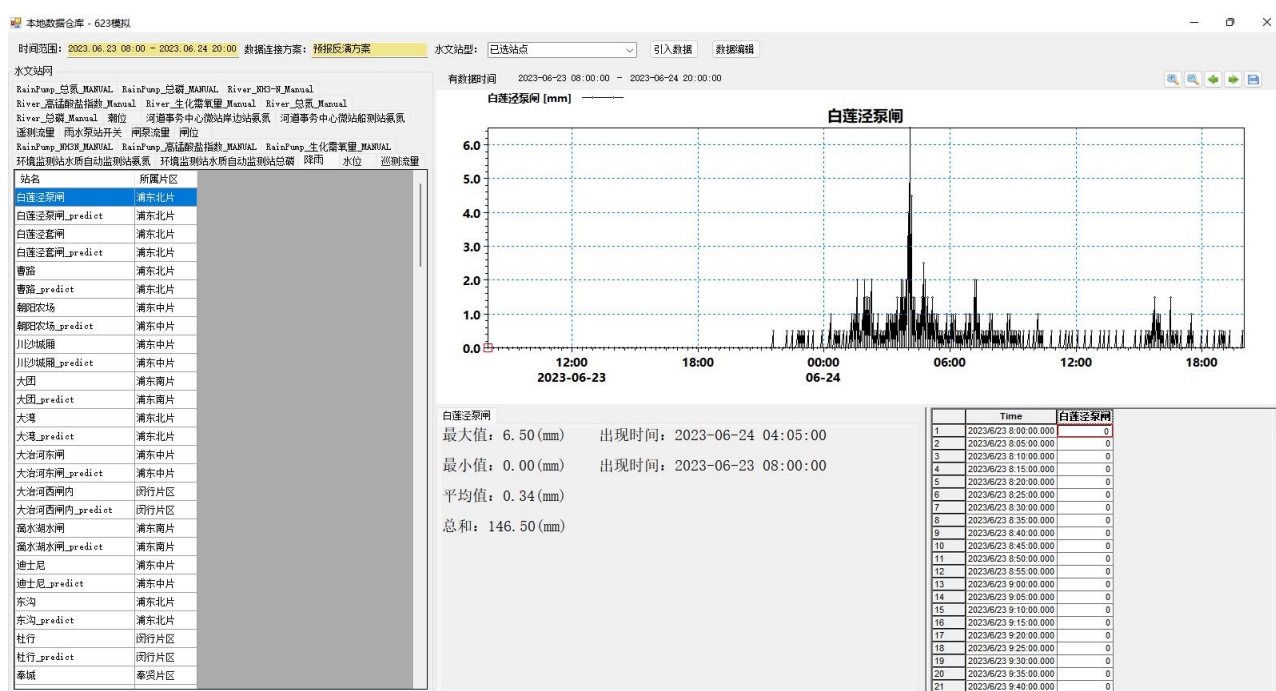 本地数据仓库 - 623模拟
时间范围: 2023.06.23 08:00 - 2023.06.24 20:00 数据连接方案: 预报反演方案 水文站型: 已选站点 引入数据 数据编辑
水文站网
RainPump_总氮_MANUAL RainPump_总磷_MANUAL River_NH3-N_Manual
River_高锰酸盐指数_Manual River_生化需氧量_Manual River_总氮_Manual
River_总磷_Manual 潮位 河道事务中心微站岸边站氨氮 河道事务中心微站船测站氨氮
遥测流量 雨水泵站开关 闸泵流量 闸位
RainPump_NH3N_MANUAL RainPump_高锰酸盐指数_MANUAL RainPump_生化需氧量_MANUAL
环境监测站水质自动监测站氨氮 环境监测站水质自动监测站总磷 降雨 水位 巡测流量
站名 所属片区
白莲泾泵闸 浦东北片
白莲泾泵闸_predict 浦东北片
白莲泾套闸 浦东北片
白莲泾套闸_predict 浦东北片
曹路 浦东北片
曹路_predict 浦东北片
朝阳农场 浦东中片
朝阳农场_predict 浦东中片
川沙城厢 浦东中片
川沙城厢_predict 浦东中片
大团 浦东南片
大团_predict 浦东南片
大湾 浦东北片
大湾_predict 浦东北片
大治河东闸 浦东中片
大治河东闸_predict 浦东中片
大治河西闸内 闵行片区
大治河西闸内_predict 闵行片区
滴水湖水闸 浦东南片
滴水湖水闸_predict 浦东南片
迪士尼 浦东中片
迪士尼_predict 浦东中片
东沟 浦东北片
东沟_predict 浦东北片
杜行 闵行片区
杜行_predict 闵行片区
奉城 奉贤片区
有数据时间 2023-06-23 08:00:00 - 2023-06-24 20:00:00
白莲泾泵闸 [mm]
白莲泾泵闸
6.0
5.0
4.0
3.0
2.0
1.0
0.0
12:00 18:00 00:00 06:00 12:00 18:00
2023-06-23 06-24
白莲泾泵闸
最大值: 6.50(mm) 出现时间: 2023-06-24 04:05:00
最小值: 0.00(mm) 出现时间: 2023-06-23 08:00:00
平均值: 0.34(mm)
总和: 146.50(mm)
Time 白莲泾泵闸
1 2023/6/23 8:00:00.000 0
2 2023/6/23 8:05:00.000 0
3 2023/6/23 8:10:00.000 0
4 2023/6/23 8:15:00.000 0
5 2023/6/23 8:20:00.000 0
6 2023/6/23 8:25:00.000 0
7 2023/6/23 8:30:00.000 0
8 2023/6/23 8:35:00.000 0
9 2023/6/23 8:40:00.000 0
10 2023/6/23 8:45:00.000 0
11 2023/6/23 8:50:00.000 0
12 2023/6/23 8:55:00.000 0
13 2023/6/23 9:00:00.000 0
14 2023/6/23 9:05:00.000 0
15 2023/6/23 9:10:00.000 0
16 2023/6/23 9:15:00.000 0
17 2023/6/23 9:20:00.000 0
18 2023/6/23 9:25:00.000 0
19 2023/6/23 9:30:00.000 0
20 2023/6/23 9:35:00.000 0
21 2023/6/23 9:40:00.000 0